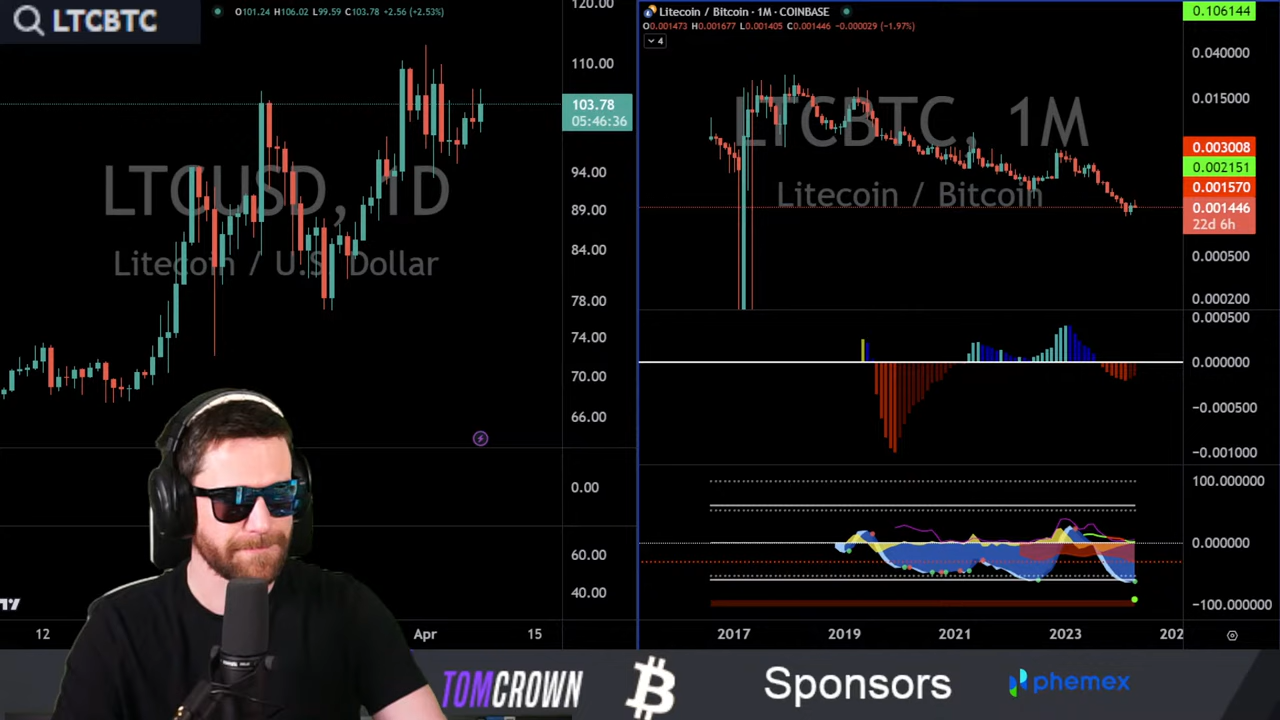 LTCBTC
O101.24 H106.02 L99.59 C103.78 +2.56 (+2.53%)
120.00
110.00
103.78
05:46:36
94.00
89.00
84.00
78.00
74.00
70.00
66.00
0.00
60.00
40.00
LTCUSD, 1D
Litecoin / U.S. Dollar
12
Apr
15
Litecoin / Bitcoin · 1M · COINBASE
O0.001473 H0.001677 L0.001405 C0.001446 -0.000029 (-1.97%)
4
LTCBTC, 1M
Litecoin / Bitcoin
0.106144
0.040000
0.015000
0.003008
0.002151
0.001570
0.001446
22d 6h
0.000500
0.000200
0.000500
0.000000
-0.000500
-0.001000
100.000000
0.000000
-100.000000
2017
2019
2021
2023
202
TOMCROWN
Sponsors
phemex